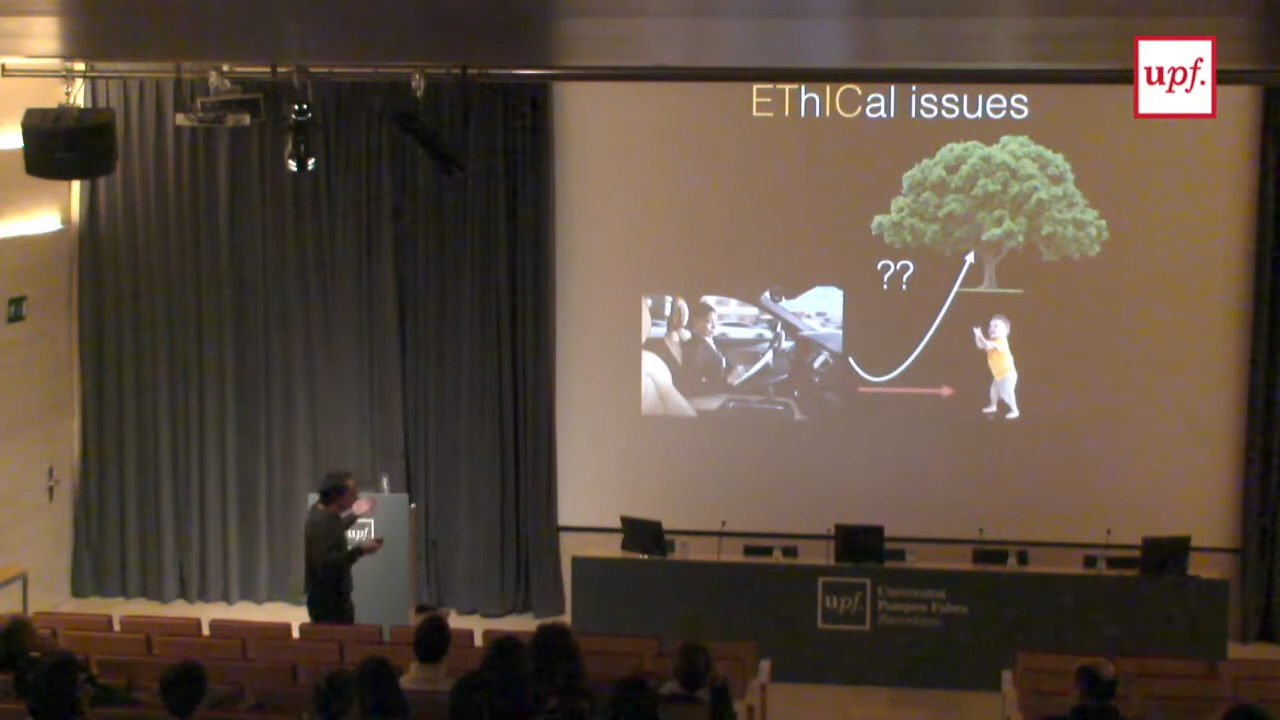 upf.
EThICal issues
??
upf
upf.
Universitat
Pompeu Fabra
Barcelona